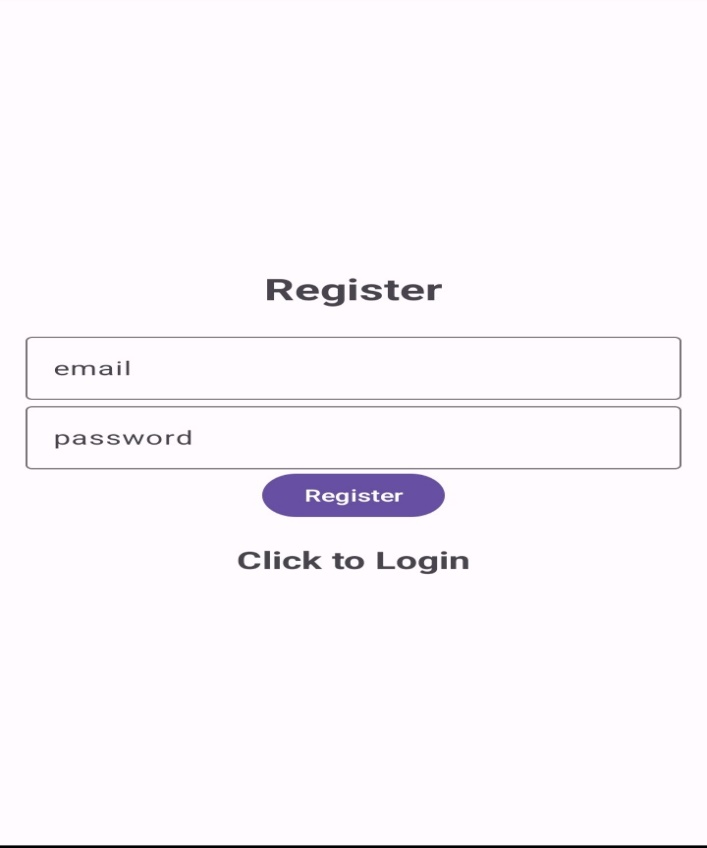 Register
email
password
Register
Click to Login